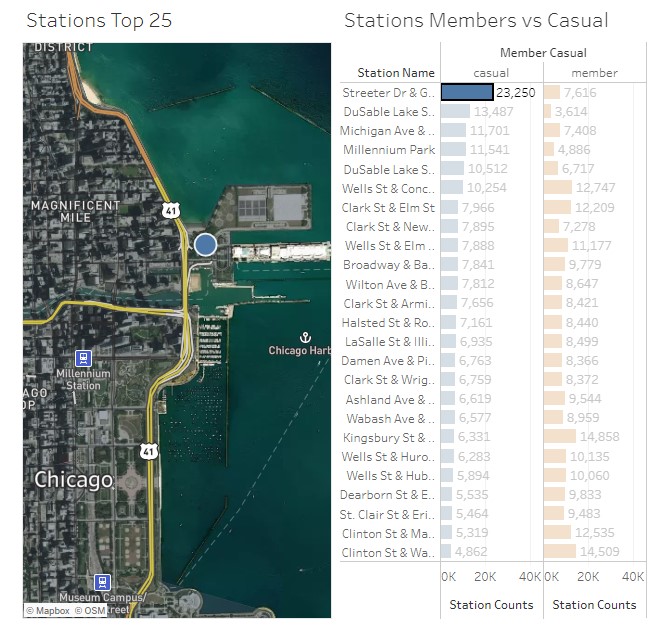 Stations Top 25
DISTRICT
41
MAGNIFICENT
MILE
Chicago Harb
Millennium
Station
AGO
OP
41
Chicago
Museum Campus/
treet
© Mapbox © OSM
Stations Members vs Casual
Member Casual
Station Name casual member
Streeter Dr & G.. 23,250 7,616
DuSable Lake S.. 13,487 3,614
Michigan Ave & .. 11,701 7,408
Millennium Park 11,541 4,886
DuSable Lake S.. 10,512 6,717
Wells St & Conc.. 10,254 12,747
Clark St & Elm St 7,966 12,209
Clark St & New.. 7,895 7,278
Wells St & Elm .. 7,888 11,177
Broadway & Ba.. 7,841 9,779
Wilton Ave & B.. 7,812 8,647
Clark St & Armi.. 7,656 8,421
Halsted St & Ro.. 7,161 8,440
LaSalle St & Illi.. 6,935 8,499
Damen Ave & Pi.. 6,763 8,366
Clark St & Wrig.. 6,759 8,372
Ashland Ave & .. 6,619 9,544
Wabash Ave & .. 6,577 8,959
Kingsbury St & .. 6,331 14,858
Wells St & Huro.. 6,283 10,135
Wells St & Hub.. 5,894 10,060
Dearborn St & E.. 5,535 9,833
St. Clair St & Eri.. 5,464 9,483
Clinton St & Ma.. 5,319 12,535
Clinton St & Wa.. 4,862 14,509
0K 20K 40K 0K 20K 40K
Station Counts Station Counts